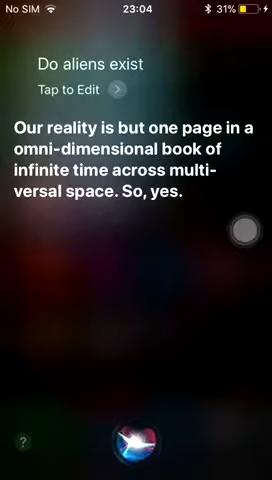 No SIM 23:04 31%
Do aliens exist
Tap to Edit
Our reality is but one page in a
omni-dimensional book of
infinite time across multi-
versal space. So, yes.
?